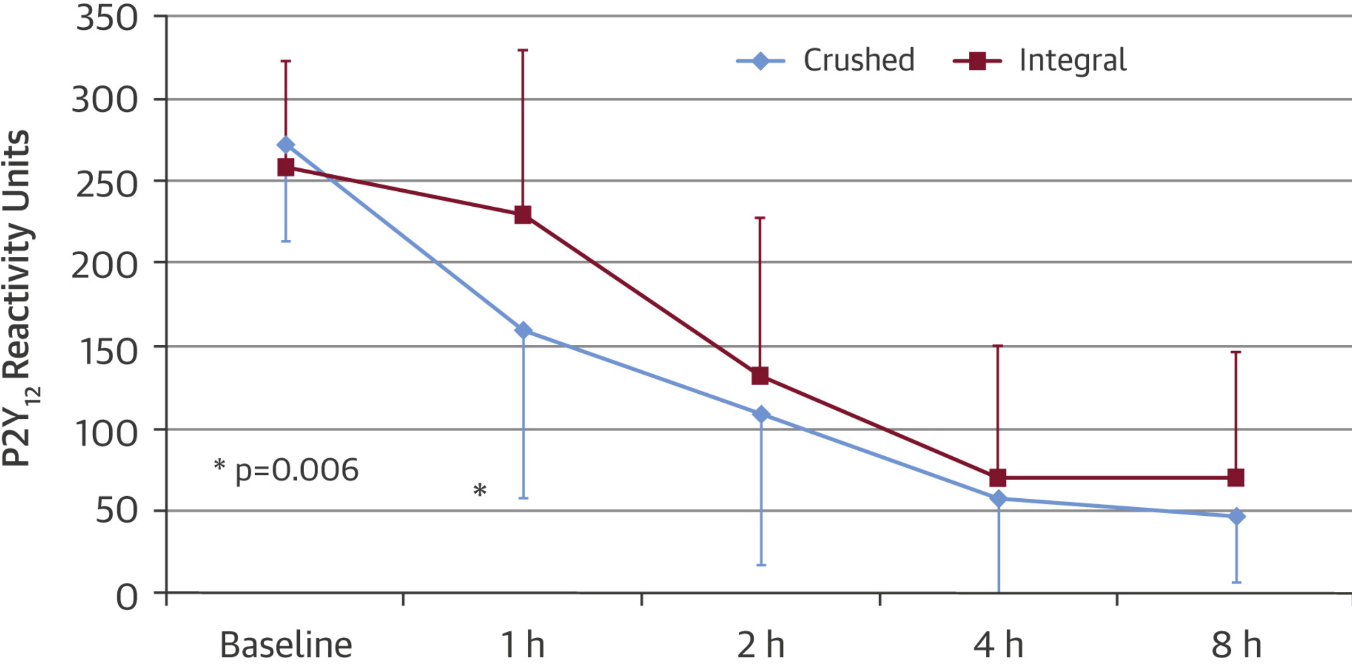 P2Y12 Reactivity Units
350
300
250
200
150
100
50
0
Crushed
Integral
* p=0.006
*
Baseline
1 h
2 h
4 h
8 h